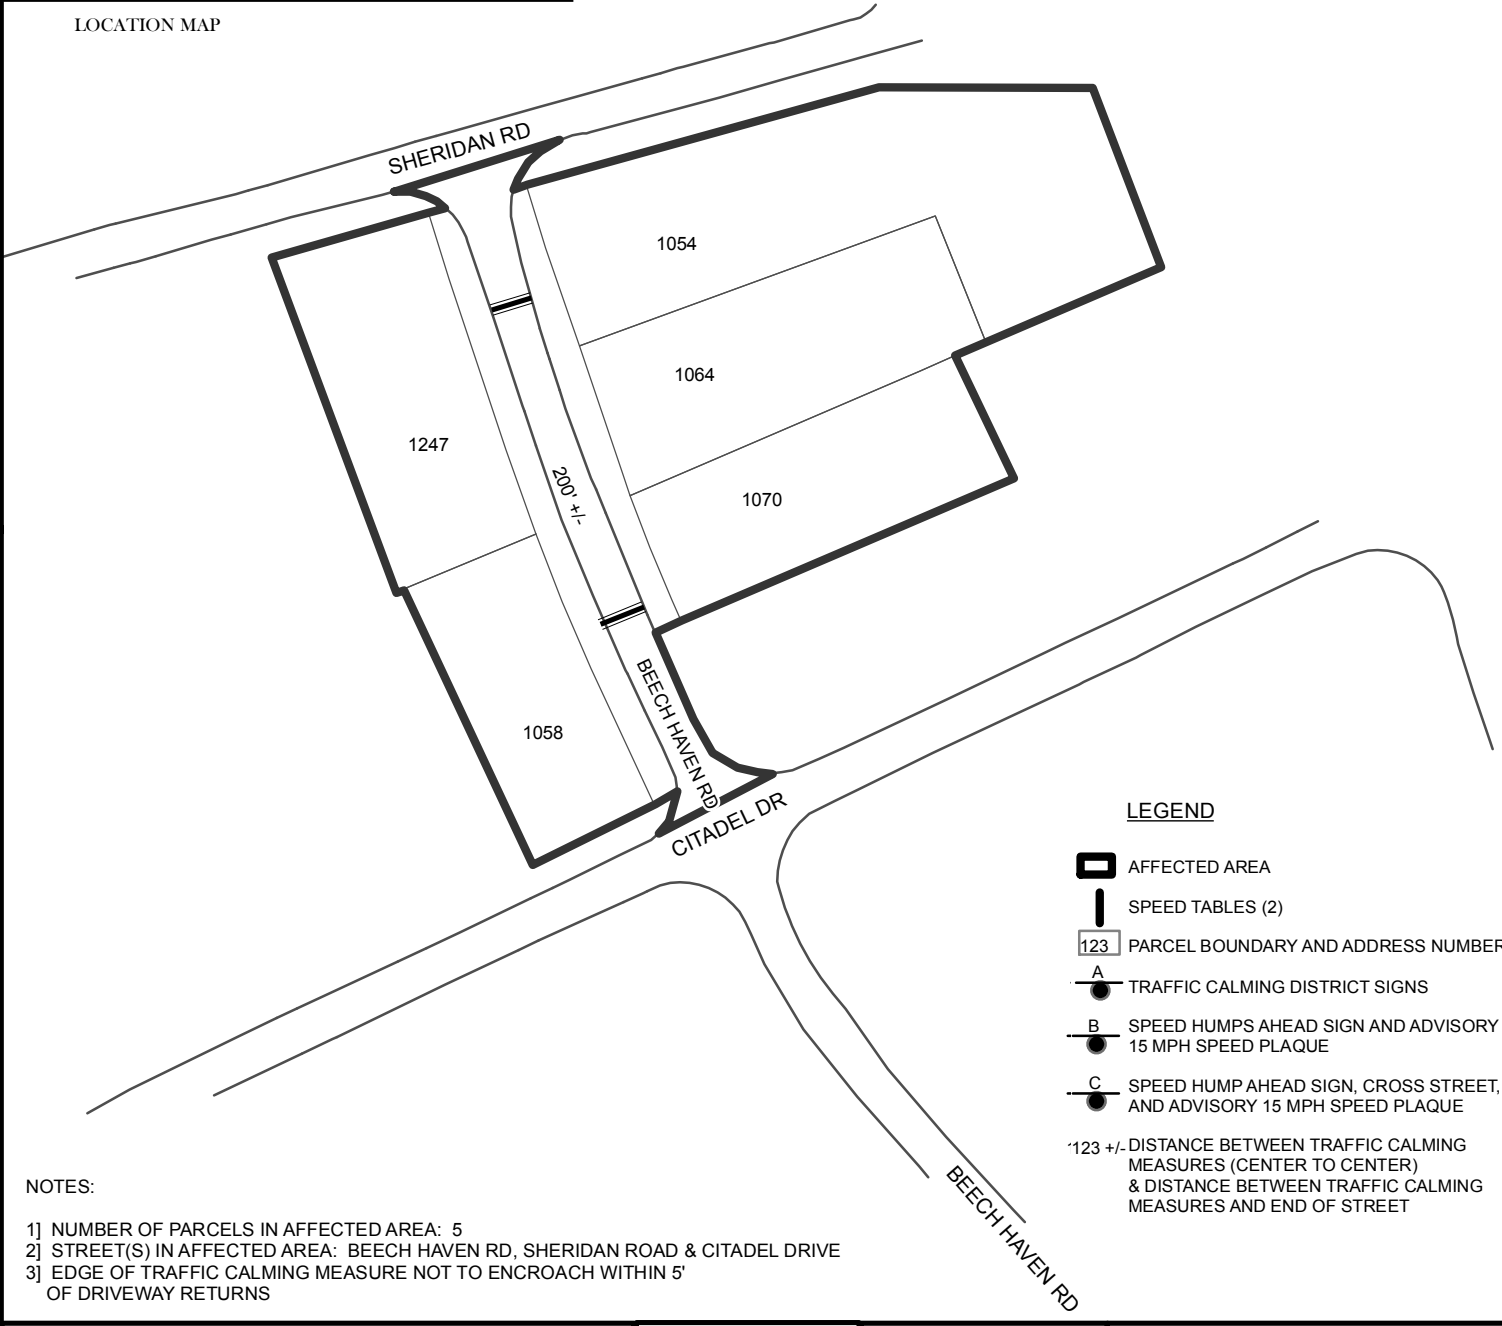 LOCATION MAP
SHERIDAN RD
1054
1064
1247
200' +/-
1070
BEECH HAVEN RD
1058
CITADEL DR
LEGEND
AFFECTED AREA
SPEED TABLES (2)
123 PARCEL BOUNDARY AND ADDRESS NUMBER
A
TRAFFIC CALMING DISTRICT SIGNS
B SPEED HUMPS AHEAD SIGN AND ADVISORY
15 MPH SPEED PLAQUE
C SPEED HUMP AHEAD SIGN, CROSS STREET,
AND ADVISORY 15 MPH SPEED PLAQUE
'123 +/- DISTANCE BETWEEN TRAFFIC CALMING
MEASURES (CENTER TO CENTER)
& DISTANCE BETWEEN TRAFFIC CALMING
MEASURES AND END OF STREET
BEECH HAVEN RD
NOTES:
1] NUMBER OF PARCELS IN AFFECTED AREA: 5
2] STREET(S) IN AFFECTED AREA: BEECH HAVEN RD, SHERIDAN ROAD & CITADEL DRIVE
3] EDGE OF TRAFFIC CALMING MEASURE NOT TO ENCROACH WITHIN 5'
OF DRIVEWAY RETURNS